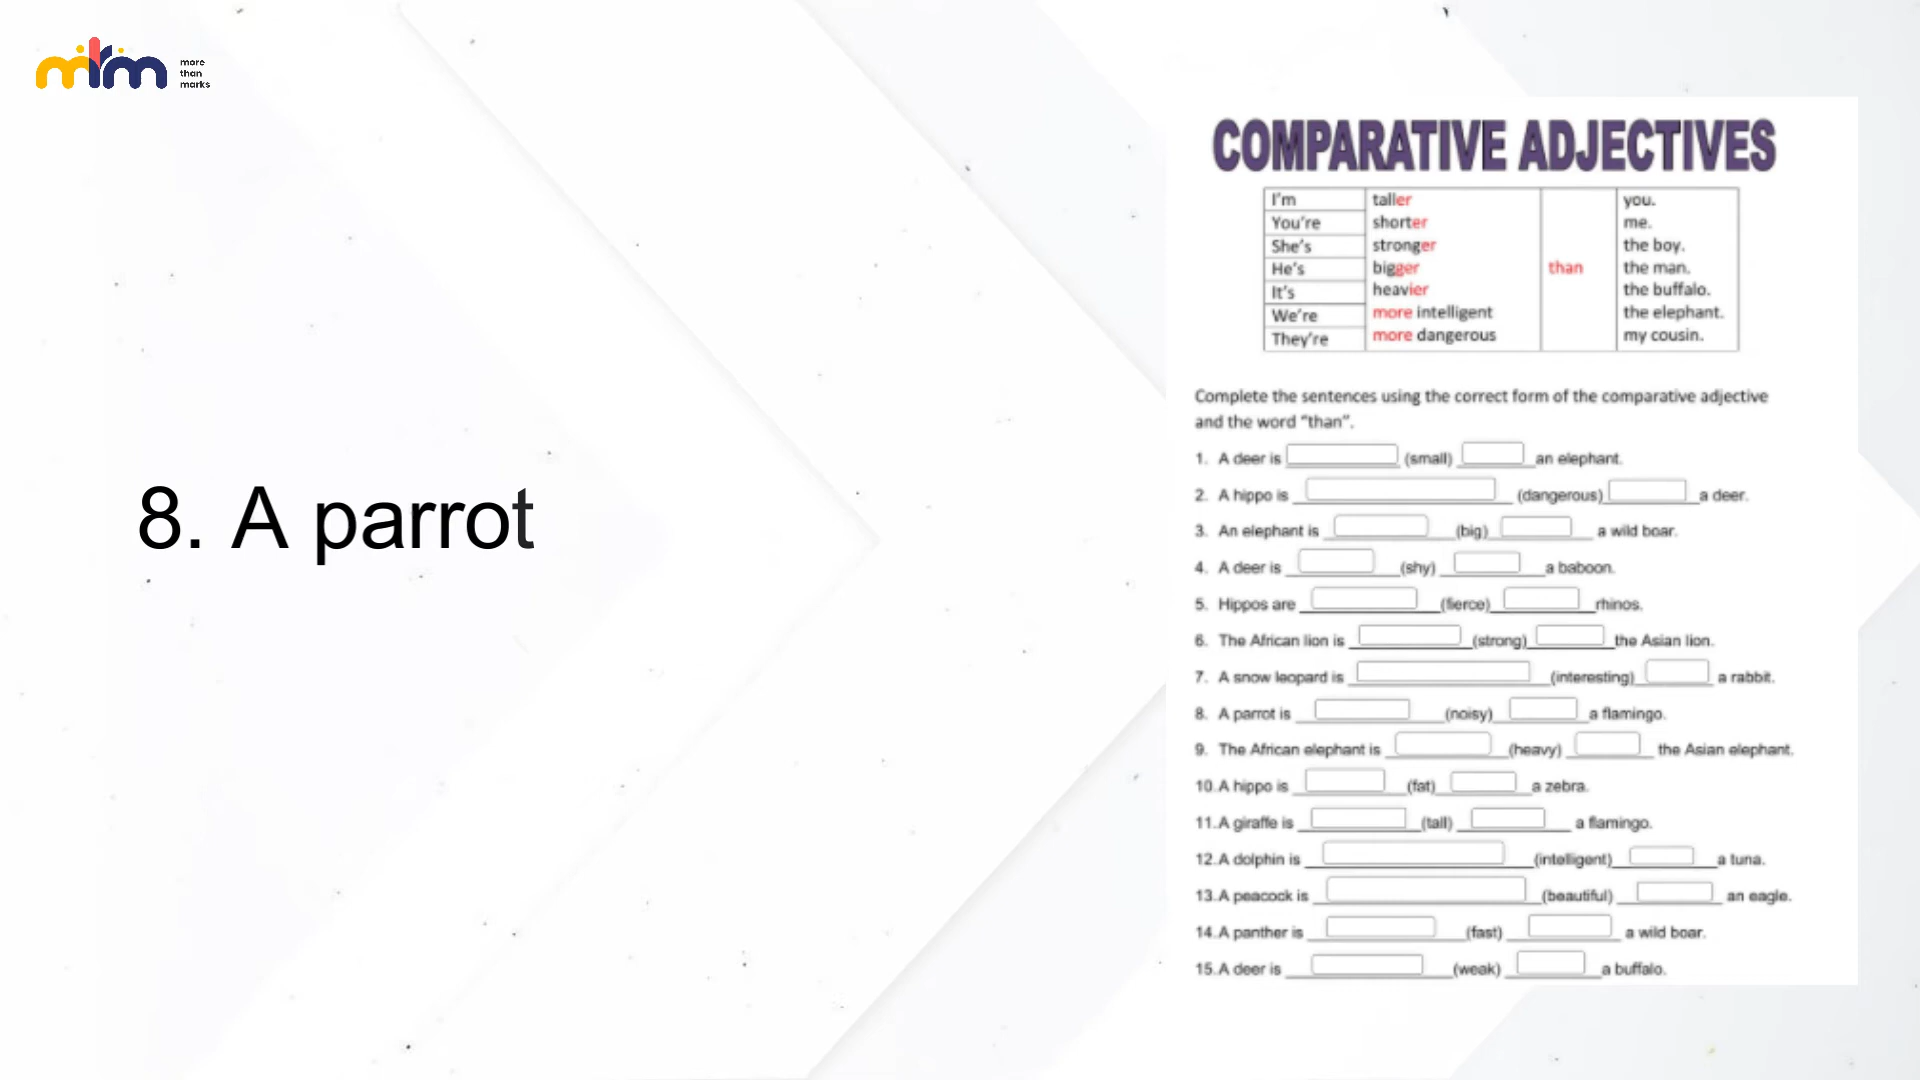 mtm
more
than
marks
8. A parrot
COMPARATIVE ADJECTIVES
I'm taller you.
You're shorter me.
She's stronger the boy.
He's bigger than the man.
It's heavier the buffalo.
We're more intelligent the elephant.
They're more dangerous my cousin.
Complete the sentences using the correct form of the comparative adjective
and the word "than".
1. A deer is (small) an elephant.
2. A hippo is (dangerous) a deer.
3. An elephant is (big) a wild boar.
4. A deer is (shy) a baboon.
5. Hippos are (fierce) rhinos.
6. The African lion is (strong) the Asian lion.
7. A snow leopard is (interesting) a rabbit.
8. A parrot is (noisy) a flamingo.
9. The African elephant is (heavy) the Asian elephant.
10.A hippo is (fat) a zebra.
11.A giraffe is (tall) a flamingo.
12.A dolphin is (intelligent) a tuna.
13.A peacock is (beautiful) an eagle.
14.A panther is (fast) a wild boar.
15.A deer is (weak) a buffalo.